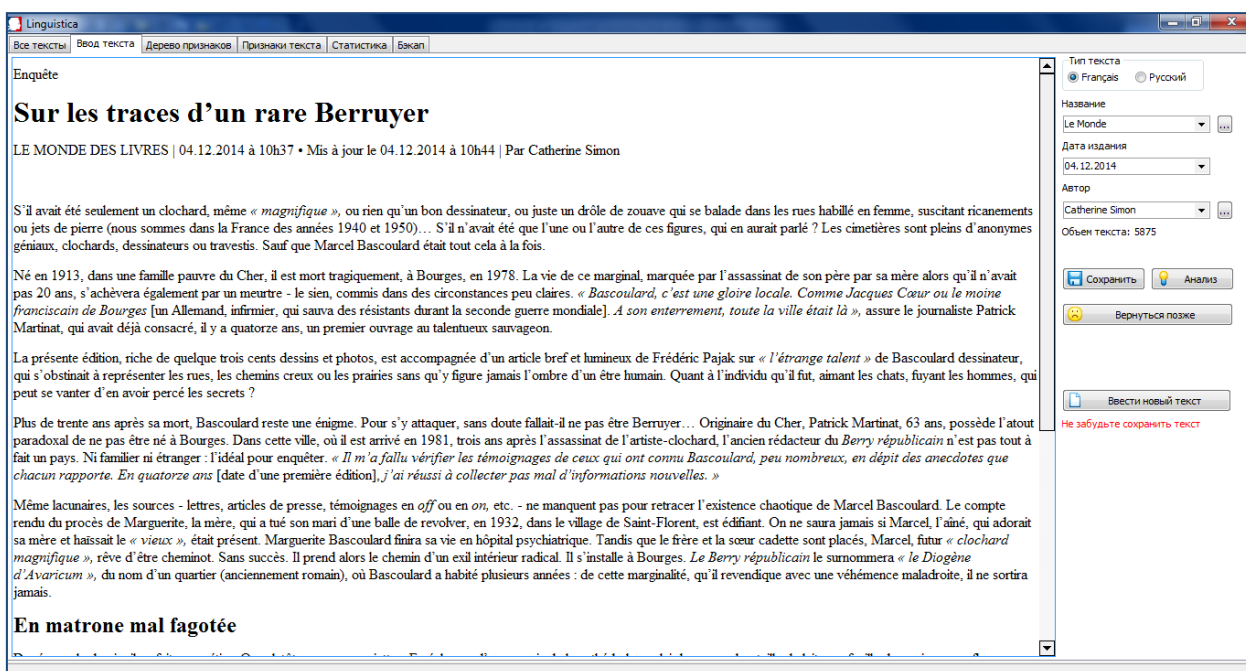 Linguistica
Все тексты Ввод текста Дерево признаков Признаки текста Статистика Бэкап
Enquête
Sur les traces d’un rare Berruyer
LE MONDE DES LIVRES | 04.12.2014 à 10h37 • Mis à jour le 04.12.2014 à 10h44 | Par Catherine Simon
S’il avait été seulement un clochard, même « magnifique », ou rien qu’un bon dessinateur, ou juste un drôle de zouave qui se balade dans les rues habillé en femme, suscitant ricanements
ou jets de pierre (nous sommes dans la France des années 1940 et 1950)… S’il n’avait été que l’une ou l’autre de ces figures, qui en aurait parlé ? Les cimetières sont pleins d’anonymes
géniaux, clochards, dessinateurs ou travestis. Sauf que Marcel Bascoulard était tout cela à la fois.
Né en 1913, dans une famille pauvre du Cher, il est mort tragiquement, à Bourges, en 1978. La vie de ce marginal, marquée par l’assassinat de son père par sa mère alors qu’il n’avait
pas 20 ans, s’achèvera également par un meurtre - le sien, commis dans des circonstances peu claires. « Bascoulard, c’est une gloire locale. Comme Jacques Cœur ou le moine
franciscain de Bourges [un Allemand, infirmier, qui sauva des résistants durant la seconde guerre mondiale]. A son enterrement, toute la ville était là », assure le journaliste Patrick
Martinat, qui avait déjà consacré, il y a quatorze ans, un premier ouvrage au talentueux sauvageon.
La présente édition, riche de quelque trois cents dessins et photos, est accompagnée d’un article bref et lumineux de Frédéric Pajak sur « l’étrange talent » de Bascoulard dessinateur,
qui s’obstinait à représenter les rues, les chemins creux ou les prairies sans qu’y figure jamais l’ombre d’un être humain. Quant à l’individu qu’il fut, aimant les chats, fuyant les hommes, qui
peut se vanter d’en avoir percé les secrets ?
Plus de trente ans après sa mort, Bascoulard reste une énigme. Pour s’y attaquer, sans doute fallait-il ne pas être Berruyer… Originaire du Cher, Patrick Martinat, 63 ans, possède l’atout
paradoxal de ne pas être né à Bourges. Dans cette ville, où il est arrivé en 1981, trois ans après l’assassinat de l’artiste-clochard, l’ancien rédacteur du Berry républicain n’est pas tout à
fait un pays. Ni familier ni étranger : l’idéal pour enquêter. « Il m’a fallu vérifier les témoignages de ceux qui ont connu Bascoulard, peu nombreux, en dépit des anecdotes que
chacun rapporte. En quatorze ans [date d’une première édition], j’ai réussi à collecter pas mal d’informations nouvelles. »
Même lacunaires, les sources - lettres, articles de presse, témoignages en off ou en on, etc. - ne manquent pas pour retracer l’existence chaotique de Marcel Bascoulard. Le compte
rendu du procès de Marguerite, la mère, qui a tué son mari d’une balle de revolver, en 1932, dans le village de Saint-Florent, est édifiant. On ne saura jamais si Marcel, l’aîné, qui adorait
sa mère et haïssait le « vieux », était présent. Marguerite Bascoulard finira sa vie en hôpital psychiatrique. Tandis que le frère et la sœur cadette sont placés, Marcel, futur « clochard
magnifique », rêve d’être cheminot. Sans succès. Il prend alors le chemin d’un exil intérieur radical. Il s’installe à Bourges. Le Berry républicain le surnommera « le Diogène
d’Avaricum », du nom d’un quartier (anciennement romain), où Bascoulard a habité plusieurs années : de cette marginalité, qu’il revendique avec une véhémence maladroite, il ne sortira
jamais.
En matrone mal fagotée
Тип текста
Français Русский
Название
Le Monde
...
Дата издания
04.12.2014
Автор
Catherine Simon
...
Объем текста: 5875
Сохранить Анализ
Вернуться позже
Ввести новый текст
Не забудьте сохранить текст